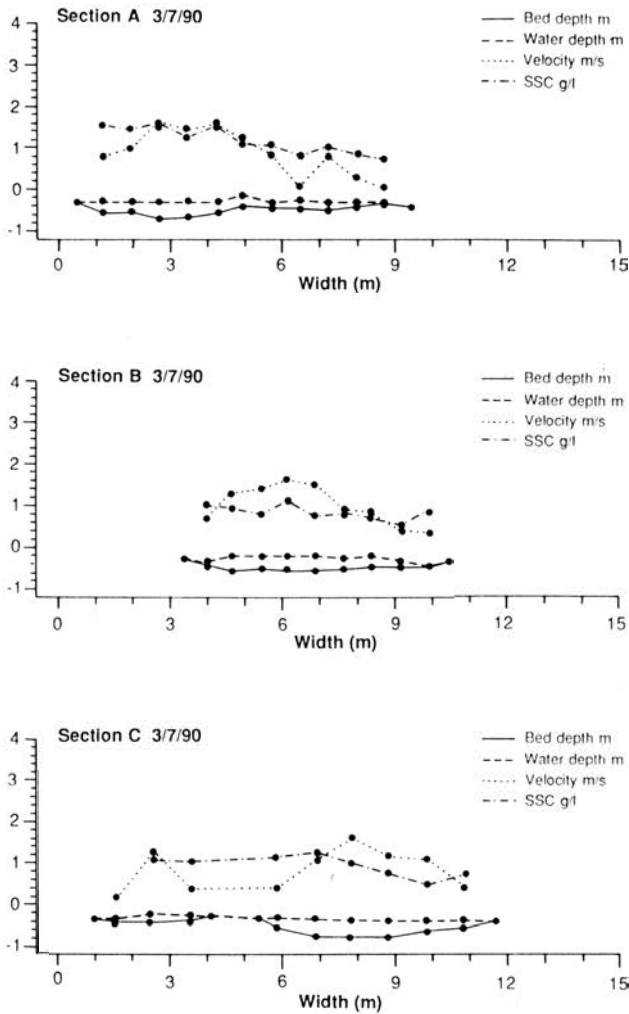 Section A 3/7/90
Bed depth m
Water depth m
Velocity m/s
SSC g/l
4
3
2
1
0
-1
0 3 6 9 12 15
Width (m)
Section B 3/7/90
Bed depth m
Water depth m
Velocity m/s
SSC g/l
4
3
2
1
0
-1
0 3 6 9 12 15
Width (m)
Section C 3/7/90
Bed depth m
Water depth m
Velocity m/s
SSC g/l
4
3
2
1
0
-1
0 3 6 9 12 15
Width (m)